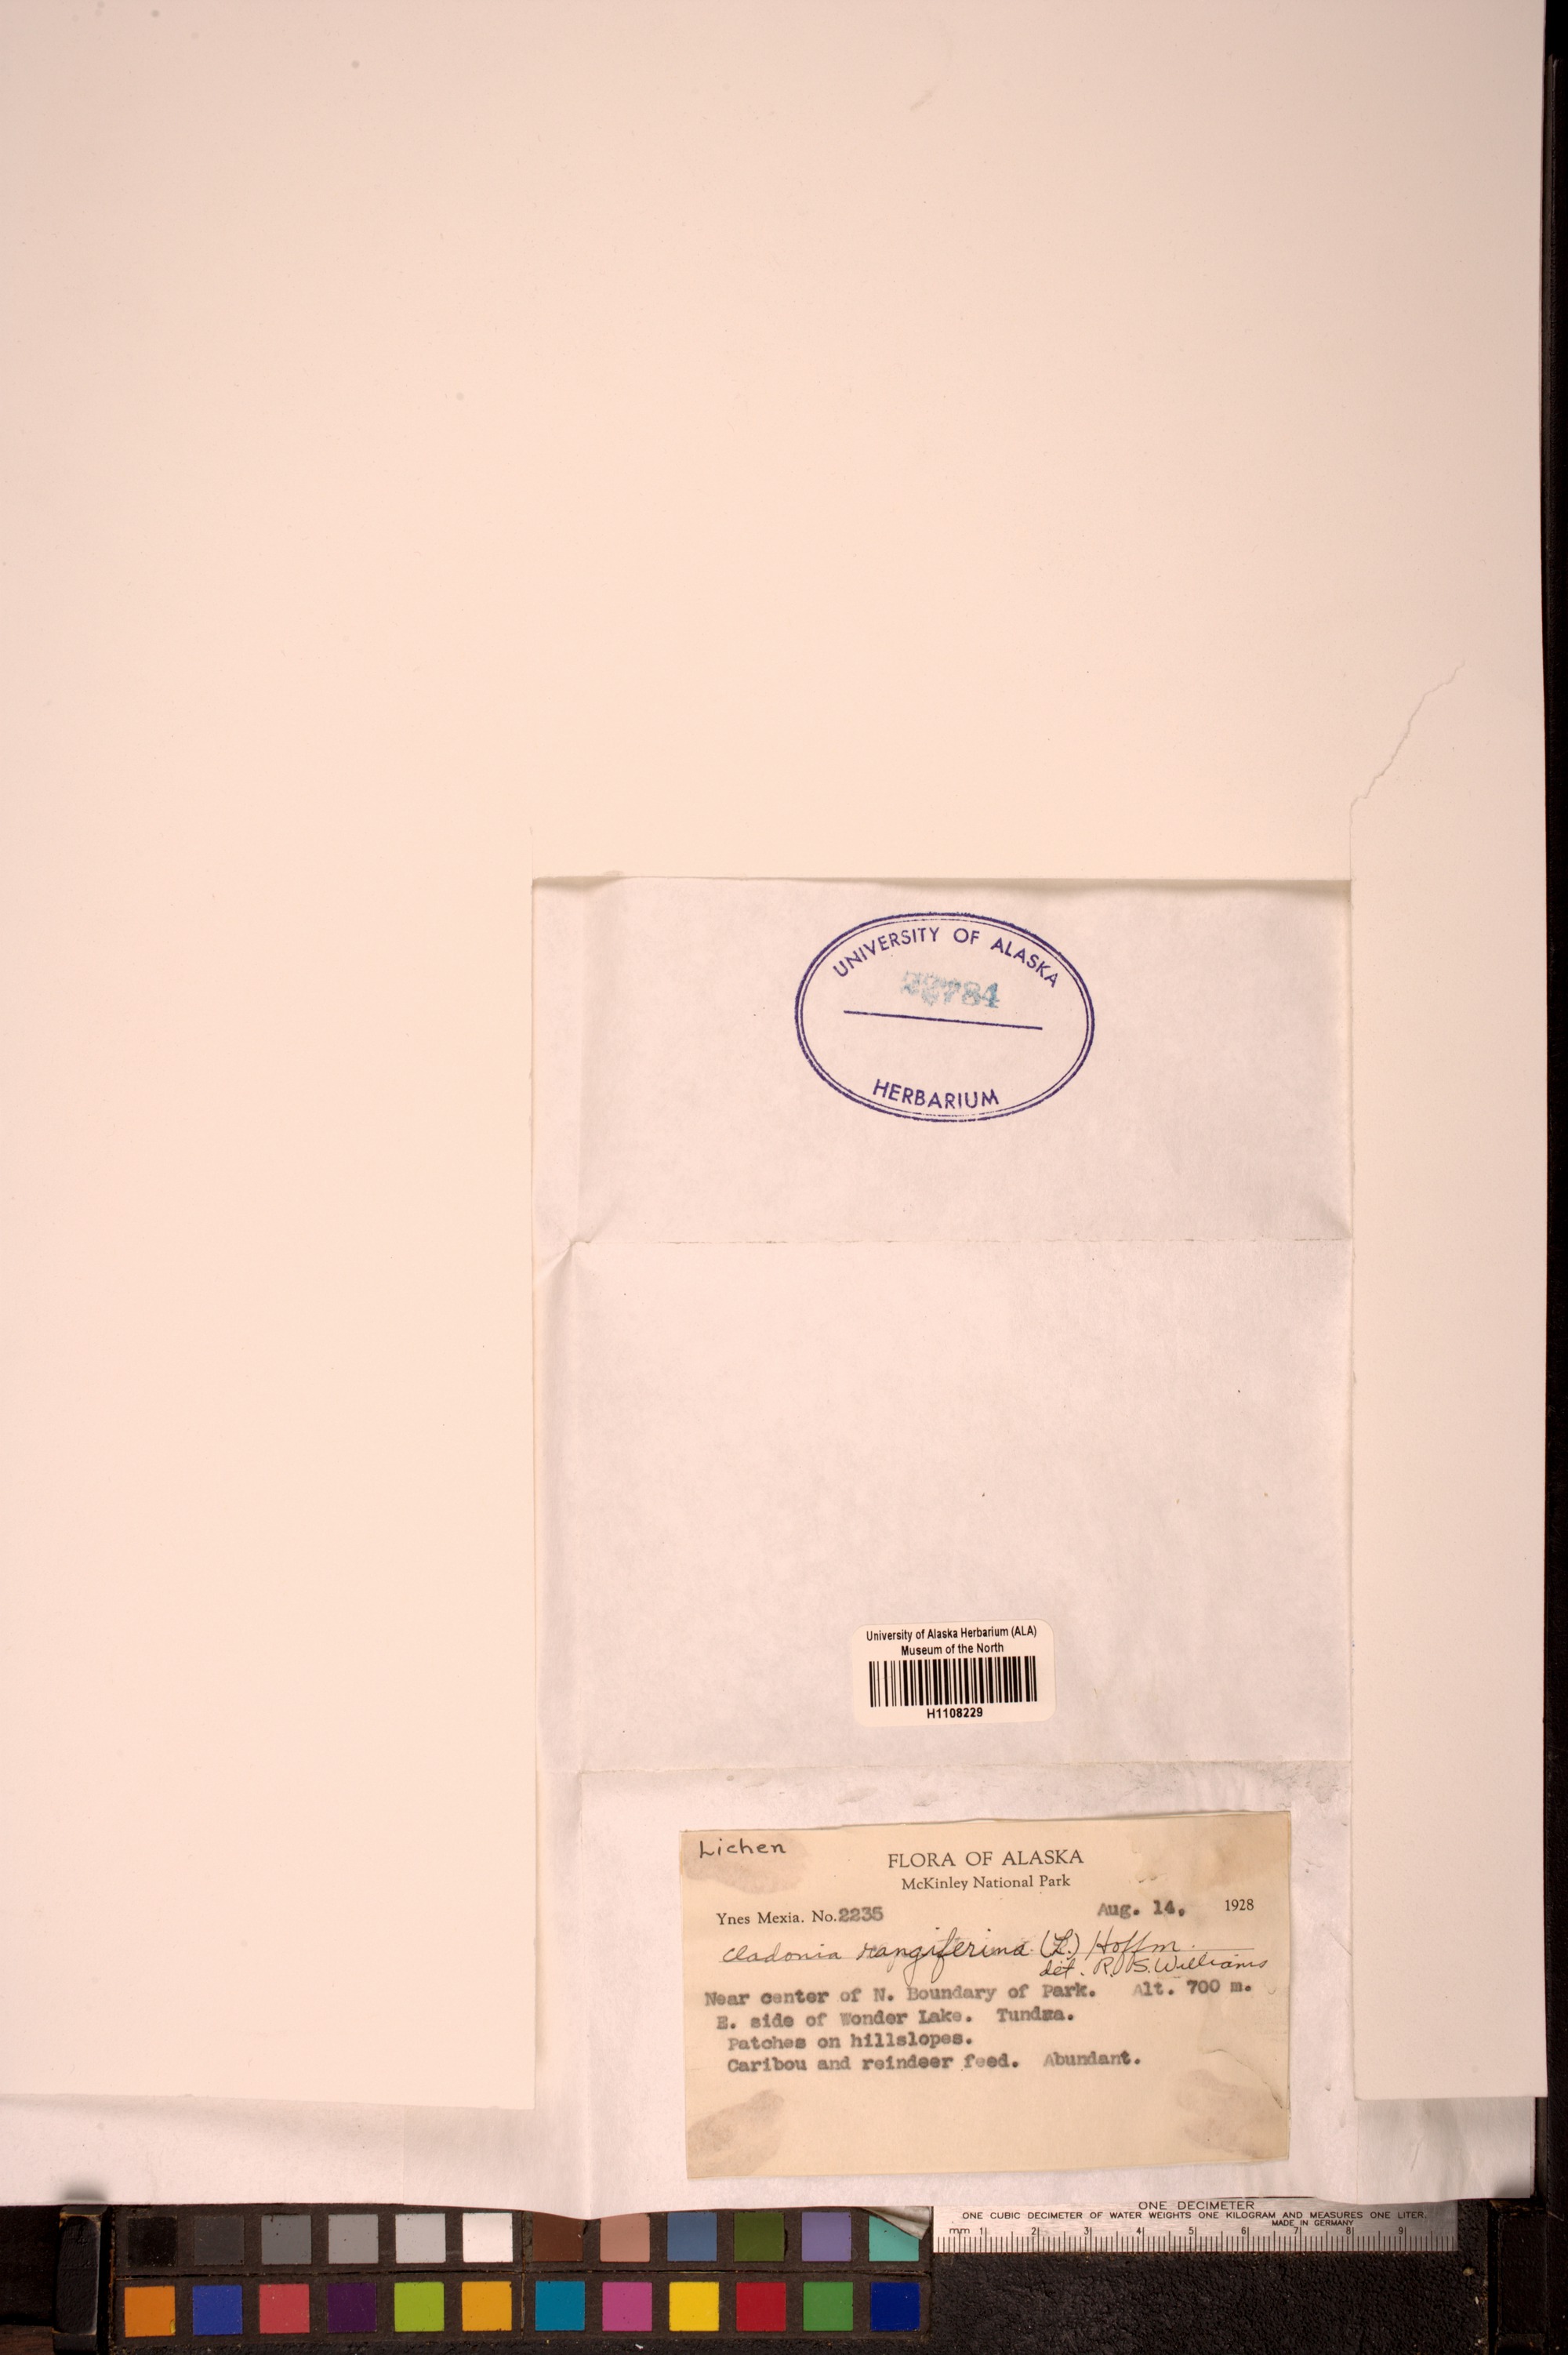 UNIVERSITY OF ALASKA
HERBARIUM
University of Alaska Herbarium (ALA)
Museum of the North
H1108229
Lichen
FLORA OF ALASKA
McKinley National Park
Ynes Mexia. No. 2235 Aug. 14, 1928
Cladonia rangiferina (L.) Hoffm.
det. R. S. Williams
Near center of N. Boundary of Park. Alt. 700 m.
E. side of Wonder Lake. Tundra.
Patches on hillslopes.
Caribou and reindeer feed. Abundant.
ONE DECIMETER
ONE CUBIC DECIMETER OF WATER WEIGHTS ONE KILOGRAM AND MEASURES ONE LITER.
MADE IN GERMANY
mm 1 2 3 4 5 6 7 8 9